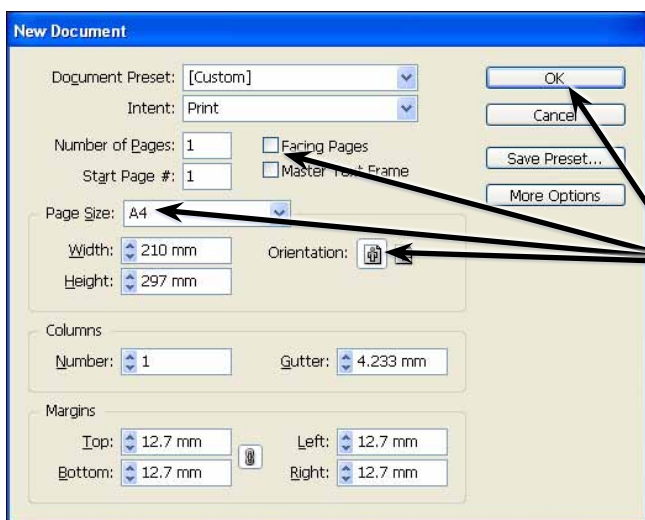 New Document
Document Preset: [Custom]
Intent: Print
Number of Pages: 1
Facing Pages
Start Page #: 1
Master Text Frame
OK
Cancel
Save Preset...
More Options
Page Size: A4
Width: 210 mm
Orientation:
Height: 297 mm
Columns
Number: 1
Gutter: 4.233 mm
Margins
Top: 12.7 mm
Left: 12.7 mm
Bottom: 12.7 mm
Right: 12.7 mm